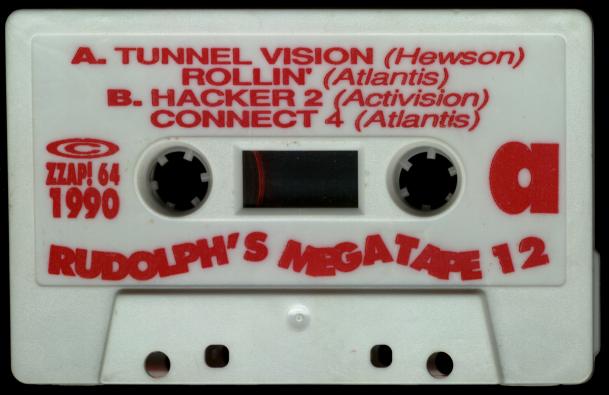 A. TUNNEL VISION (Hewson)
ROLLIN' (Atlantis)
B. HACKER 2 (Activision)
CONNECT 4 (Atlantis)
©
ZZAP! 64
1990
a
RUDOLPH'S MEGATAPE 12